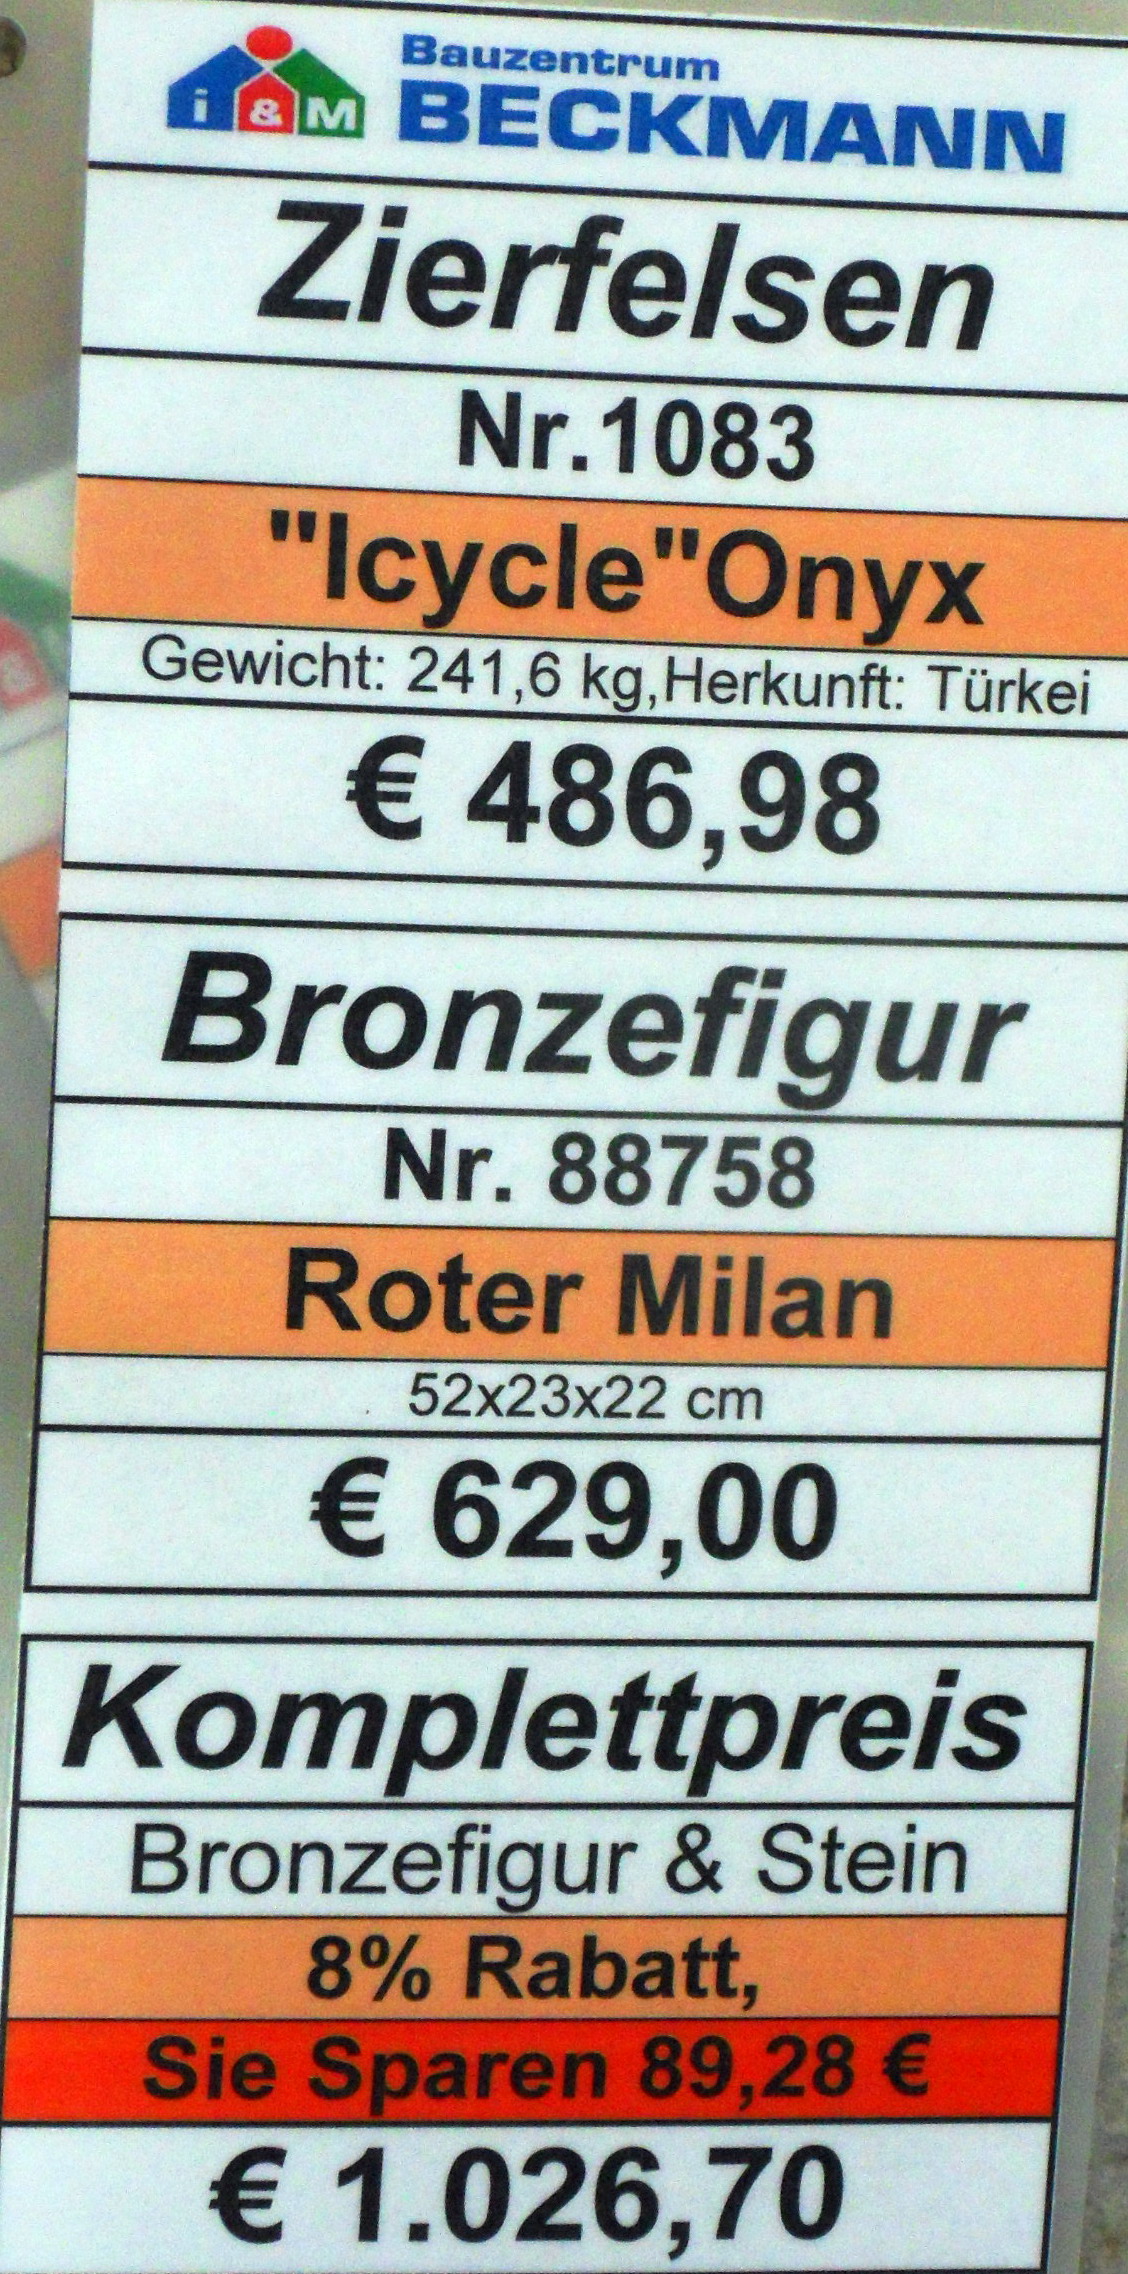 i&M
Bauzentrum
BECKMANN
Zierfelsen
Nr.1083
"Icycle"Onyx
Gewicht: 241,6 kg,Herkunft: Türkei
€ 486,98
Bronzefigur
Nr. 88758
Roter Milan
52x23x22 cm
€ 629,00
Komplettpreis
Bronzefigur & Stein
8% Rabatt,
Sie Sparen 89,28 €
€ 1.026,70